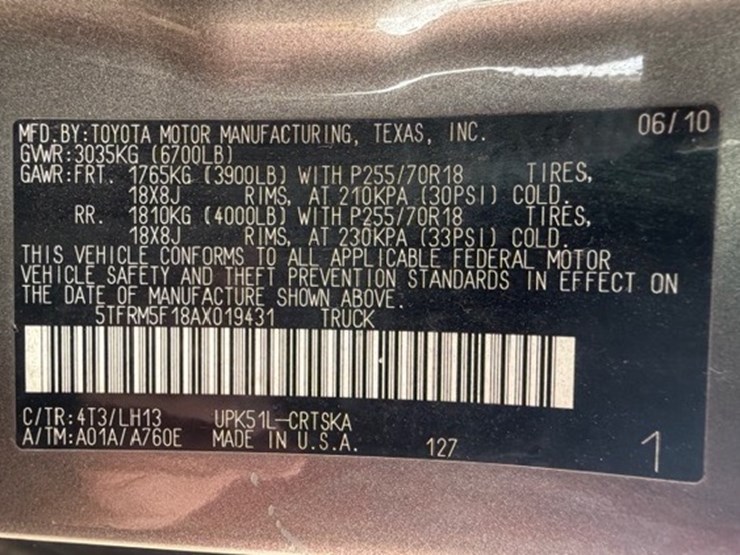 MFD. BY: TOYOTA MOTOR MANUFACTURING, TEXAS, INC. 06/10
GVWR: 3035KG (6700LB)
GAWR: FRT. 1765KG (3900LB) WITH P255/70R18 TIRES,
18X8J RIMS, AT 210KPA (30PSI) COLD.
RR. 1810KG (4000LB) WITH P255/70R18 TIRES,
18X8J RIMS, AT 230KPA (33PSI) COLD.
THIS VEHICLE CONFORMS TO ALL APPLICABLE FEDERAL MOTOR
VEHICLE SAFETY AND THEFT PREVENTION STANDARDS IN EFFECT ON
THE DATE OF MANUFACTURE SHOWN ABOVE.
5TFRM5F18AX019431 TRUCK
C/TR: 4T3/LH13 UPK51L-CRTSKA
A/TM: A01A/A760E MADE IN U.S.A. 127 1